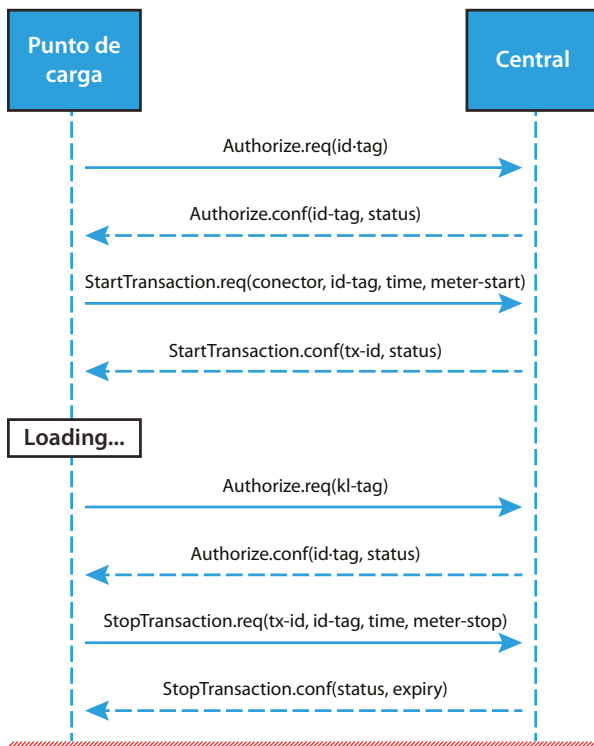 Punto de
carga
Central
Authorize.req(id·tag)
Authorize.conf(id-tag, status)
StartTransaction.req(conector, id-tag, time, meter-start)
StartTransaction.conf(tx-id, status)
Loading...
Authorize.req(kl-tag)
Authorize.conf(id·tag, status)
StopTransaction.req(tx-id, id-tag, time, meter-stop)
StopTransaction.conf(status, expiry)